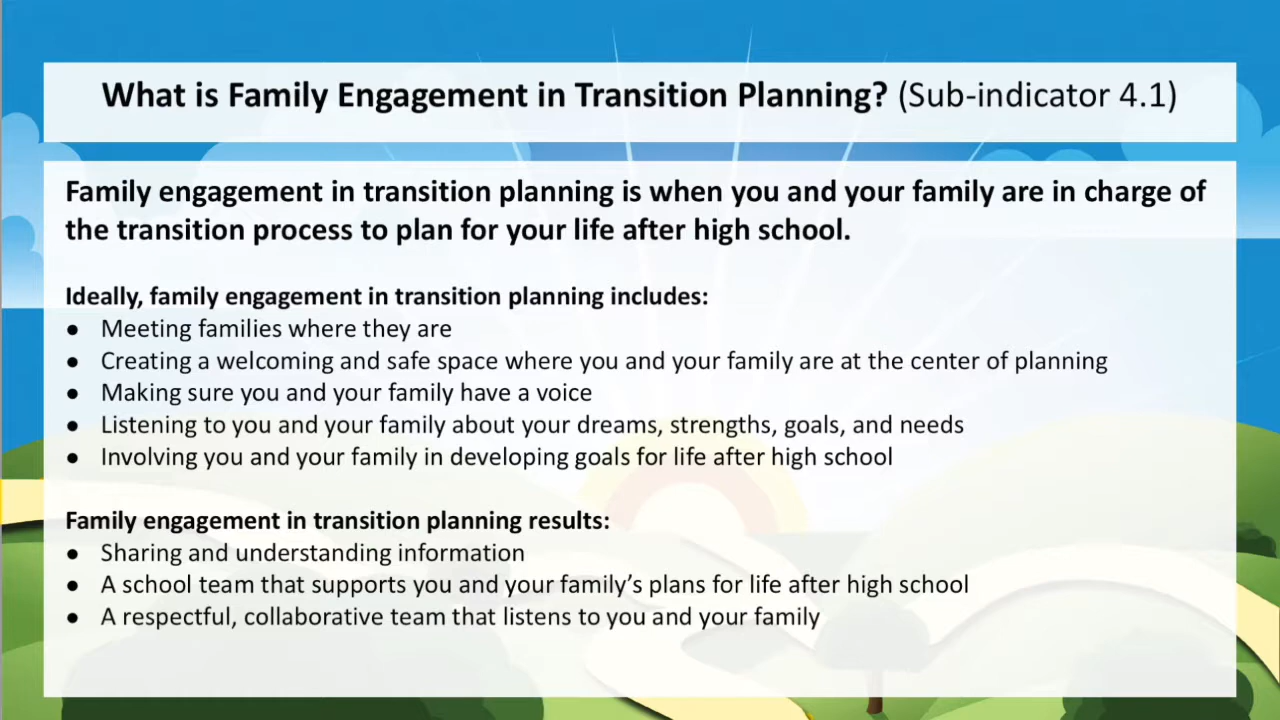 What is Family Engagement in Transition Planning? (Sub-indicator 4.1)
Family engagement in transition planning is when you and your family are in charge of
the transition process to plan for your life after high school.
Ideally, family engagement in transition planning includes:
● Meeting families where they are
● Creating a welcoming and safe space where you and your family are at the center of planning
● Making sure you and your family have a voice
● Listening to you and your family about your dreams, strengths, goals, and needs
● Involving you and your family in developing goals for life after high school
Family engagement in transition planning results:
● Sharing and understanding information
● A school team that supports you and your family’s plans for life after high school
● A respectful, collaborative team that listens to you and your family